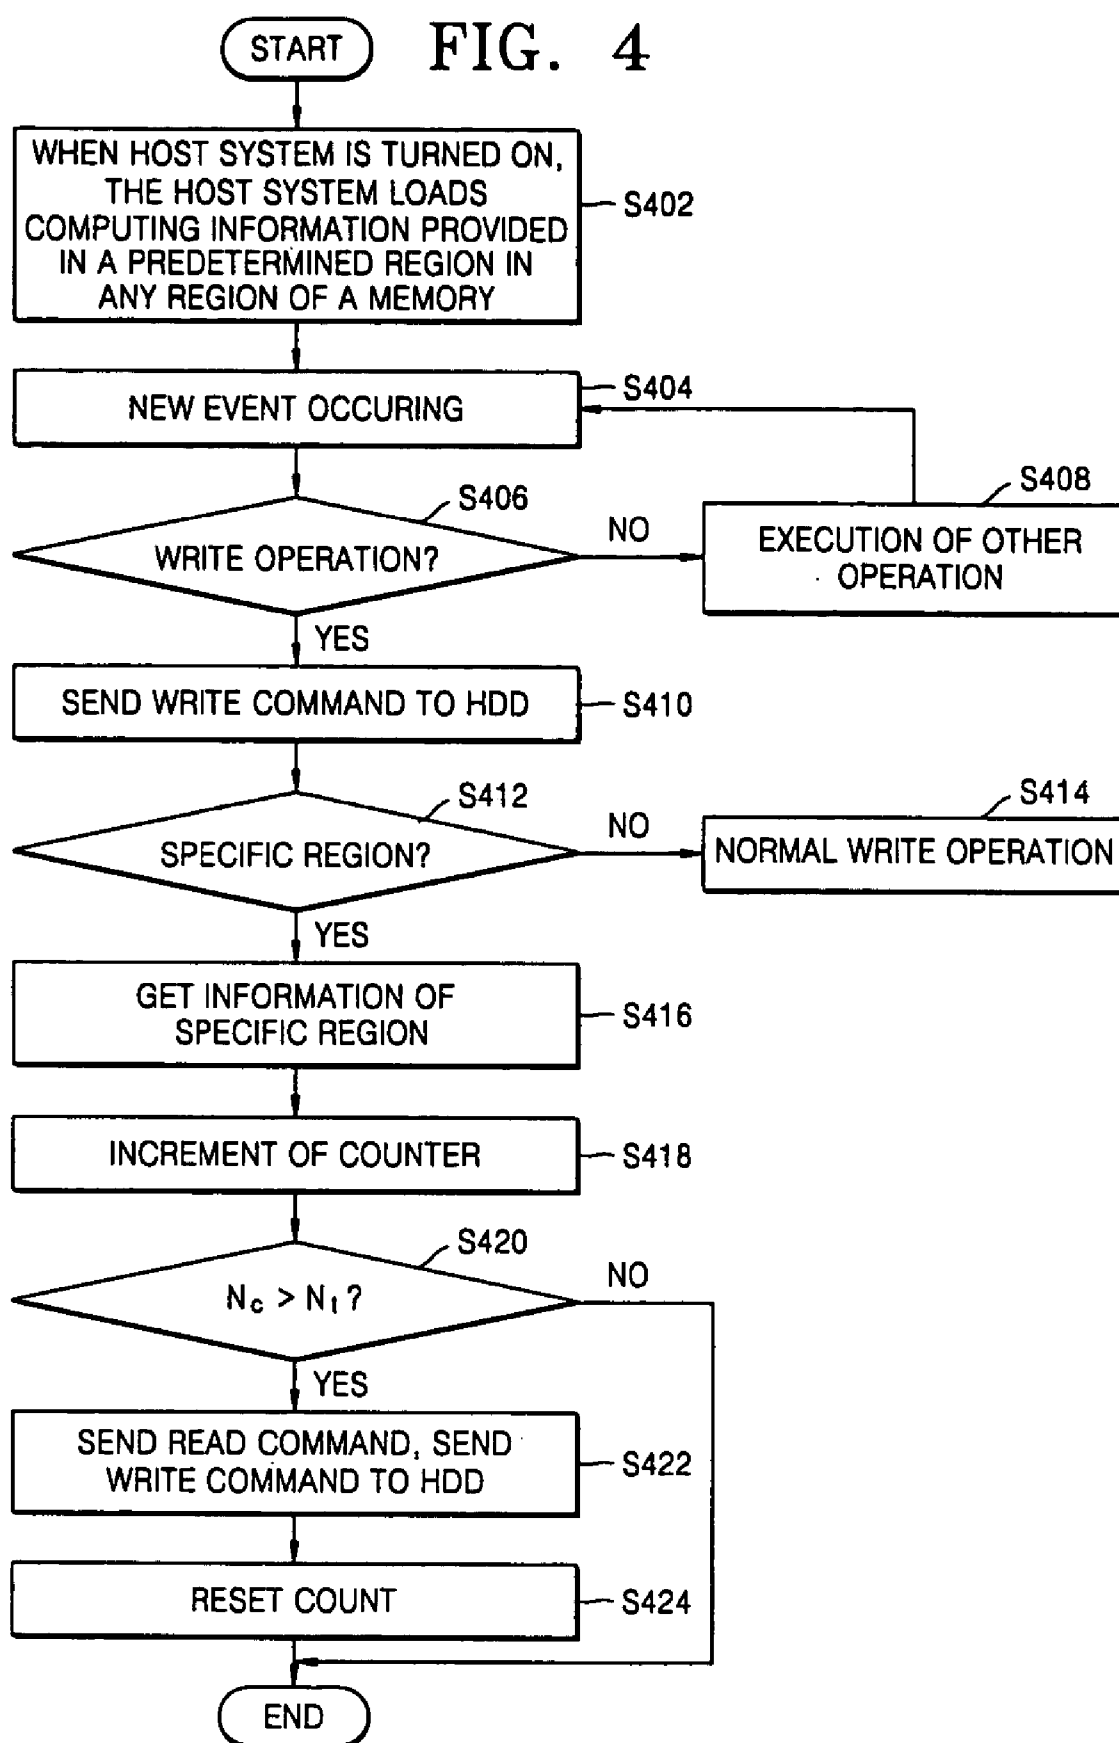 START
FIG. 4
WHEN HOST SYSTEM IS TURNED ON,
THE HOST SYSTEM LOADS
COMPUTING INFORMATION PROVIDED
IN A PREDETERMINED REGION IN
ANY REGION OF A MEMORY
S402
NEW EVENT OCCURING
S404
WRITE OPERATION?
S406
NO
EXECUTION OF OTHER
OPERATION
S408
YES
SEND WRITE COMMAND TO HDD
S410
SPECIFIC REGION?
S412
NO
NORMAL WRITE OPERATION
S414
YES
GET INFORMATION OF
SPECIFIC REGION
S416
INCREMENT OF COUNTER
S418
Nc > Nt ?
S420
NO
YES
SEND READ COMMAND, SEND
WRITE COMMAND TO HDD
S422
RESET COUNT
S424
END